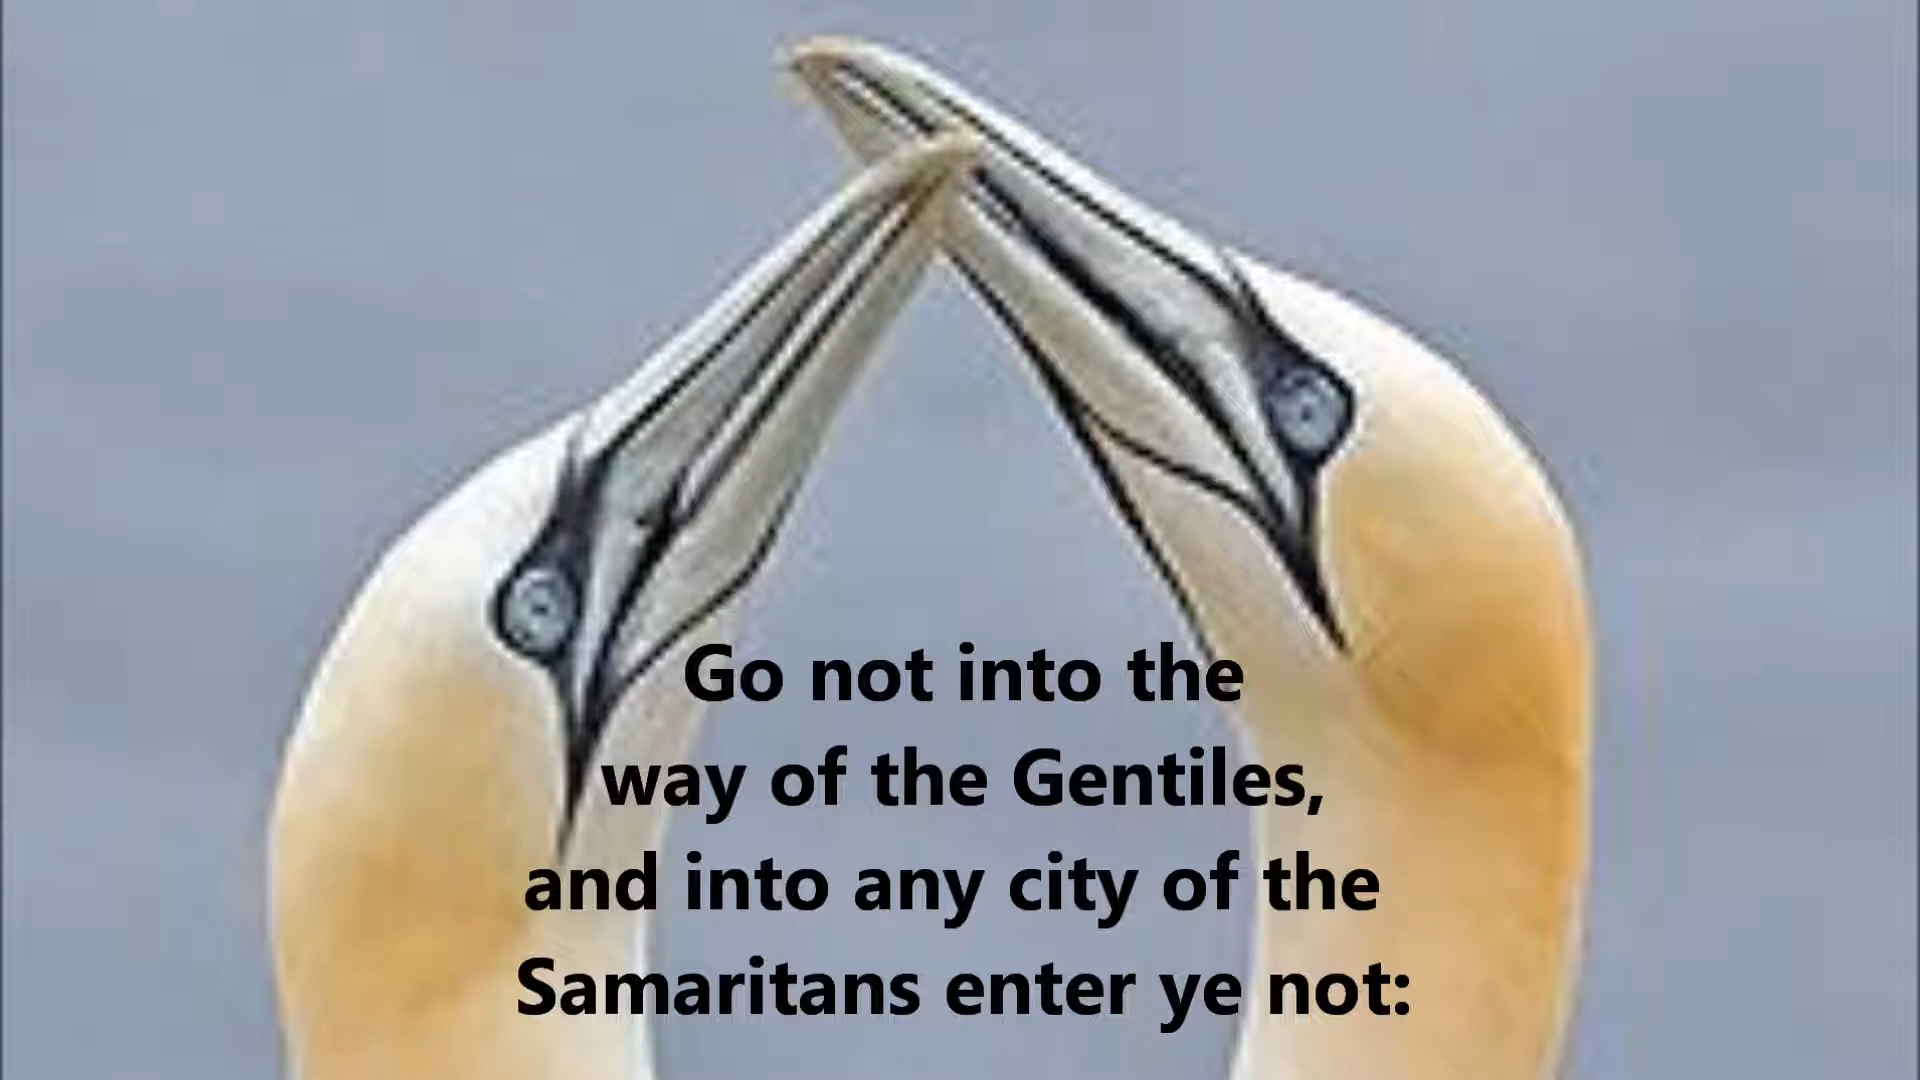 Go not into the
way of the Gentiles,
and into any city of the
Samaritans enter ye not: